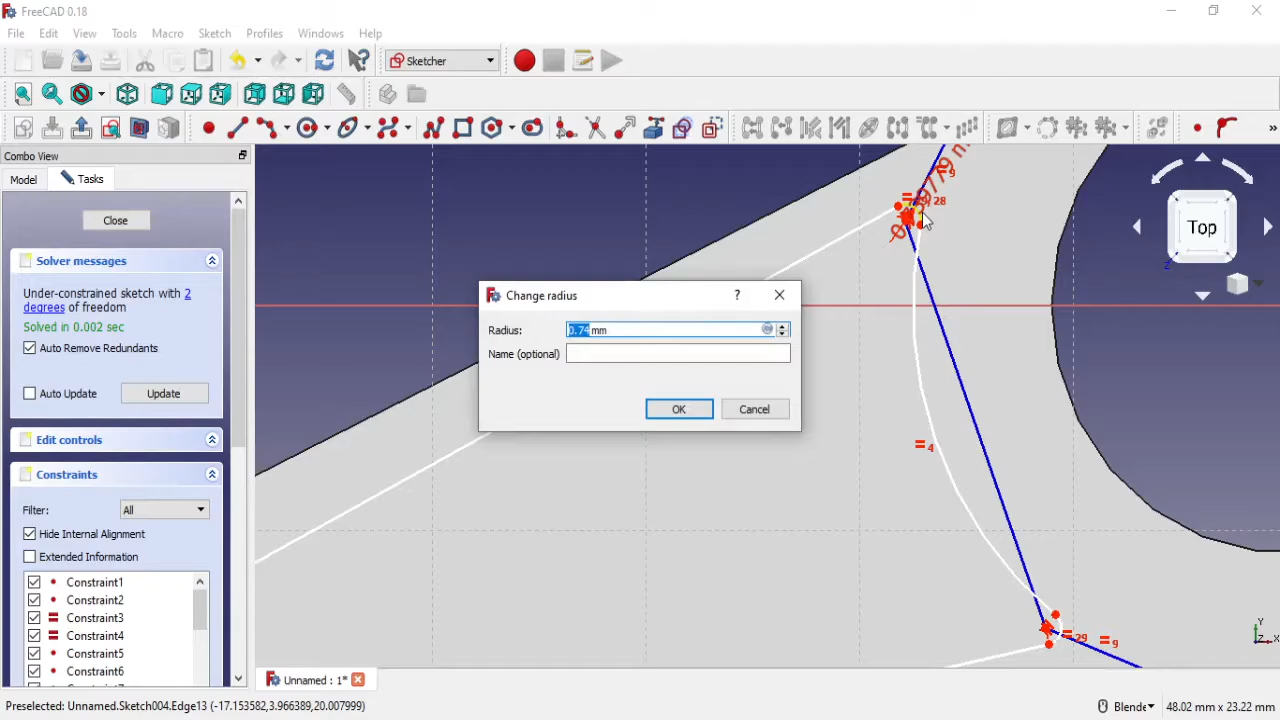 FreeCAD 0.18
File Edit View Tools Macro Sketch Profiles Windows Help
Sketcher
Combo View
Model Tasks
Close
Solver messages
Under-constrained sketch with 2
degrees of freedom
Solved in 0.002 sec
Auto Remove Redundants
Auto Update Update
Edit controls
Constraints
Filter: All
Hide Internal Alignment
Extended Information
Constraint1
Constraint2
Constraint3
Constraint4
Constraint5
Constraint6
9
28
4
29 9
Change radius ?
Radius: 0.74 mm
Name (optional)
OK Cancel
Top
Z
Y
Z X
Unnamed : 1*
Preselected: Unnamed.Sketch004.Edge13 (-17.153582,3.966389,20.007999) Blende 48.02 mm x 23.22 mm